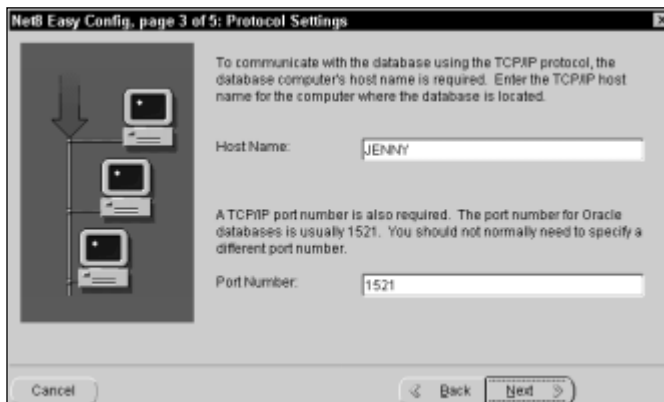 Net8 Easy Config, page 3 of 5: Protocol Settings
To communicate with the database using the TCP/IP protocol, the
database computer's host name is required. Enter the TCP/IP host
name for the computer where the database is located.
Host Name:
JENNY
A TCP/IP port number is also required. The port number for Oracle
databases is usually 1521. You should not normally need to specify a
different port number.
Port Number:
1521
Cancel
Back
Next